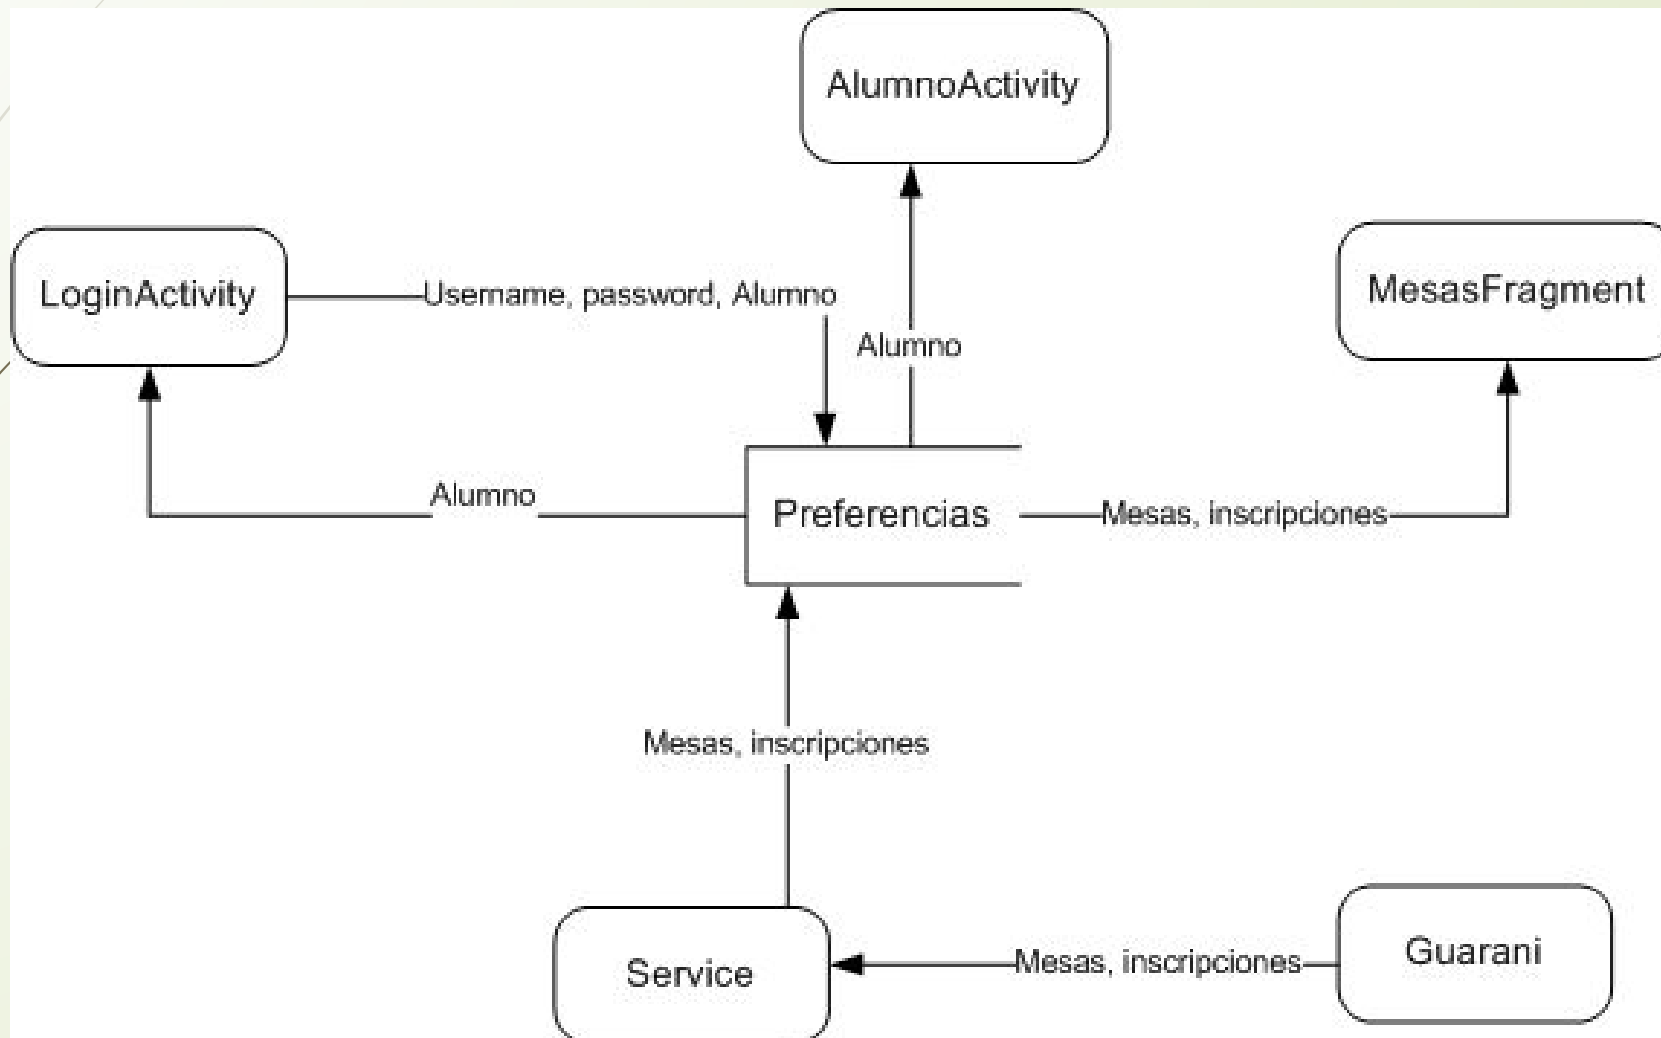 AlumnoActivity
LoginActivity
Username, password, Alumno
MesasFragment
Alumno
Alumno
Preferencias
Mesas, inscripciones
Mesas, inscripciones
Service
Mesas, inscripciones
Guarani